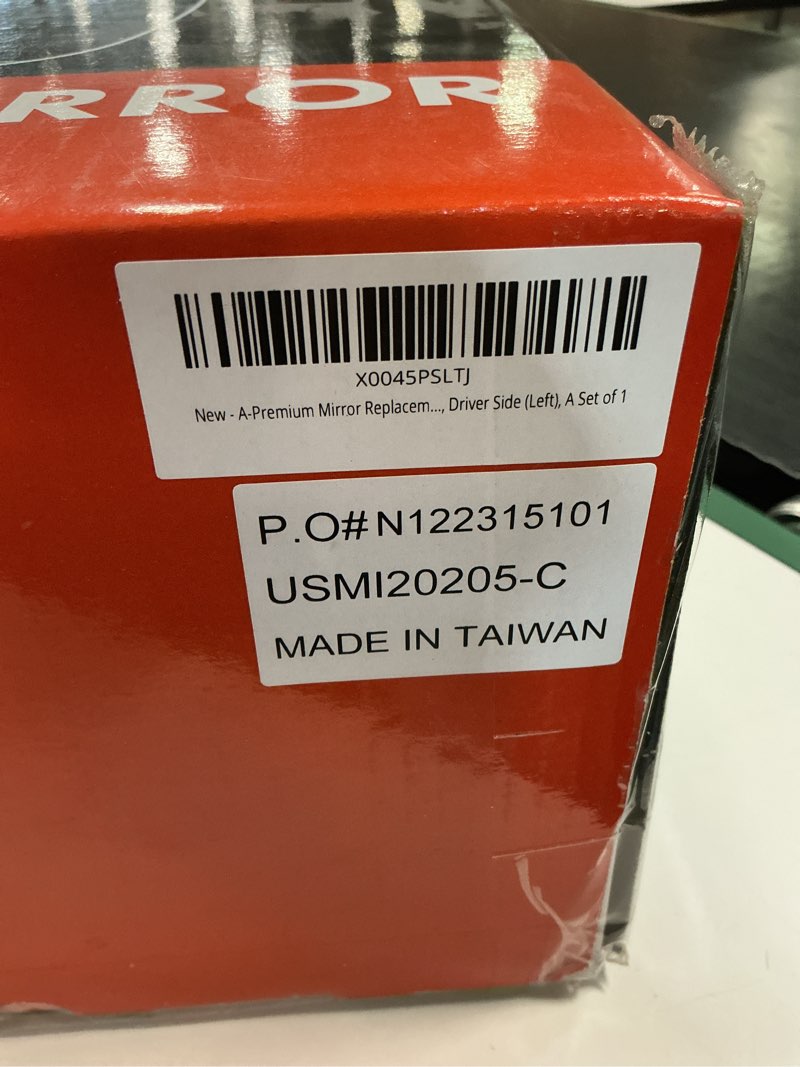 RROR
X0045PSLTJ
New - A-Premium Mirror Replacem..., Driver Side (Left), A Set of 1
P.O#N122315101
USMI20205-C
MADE IN TAIWAN